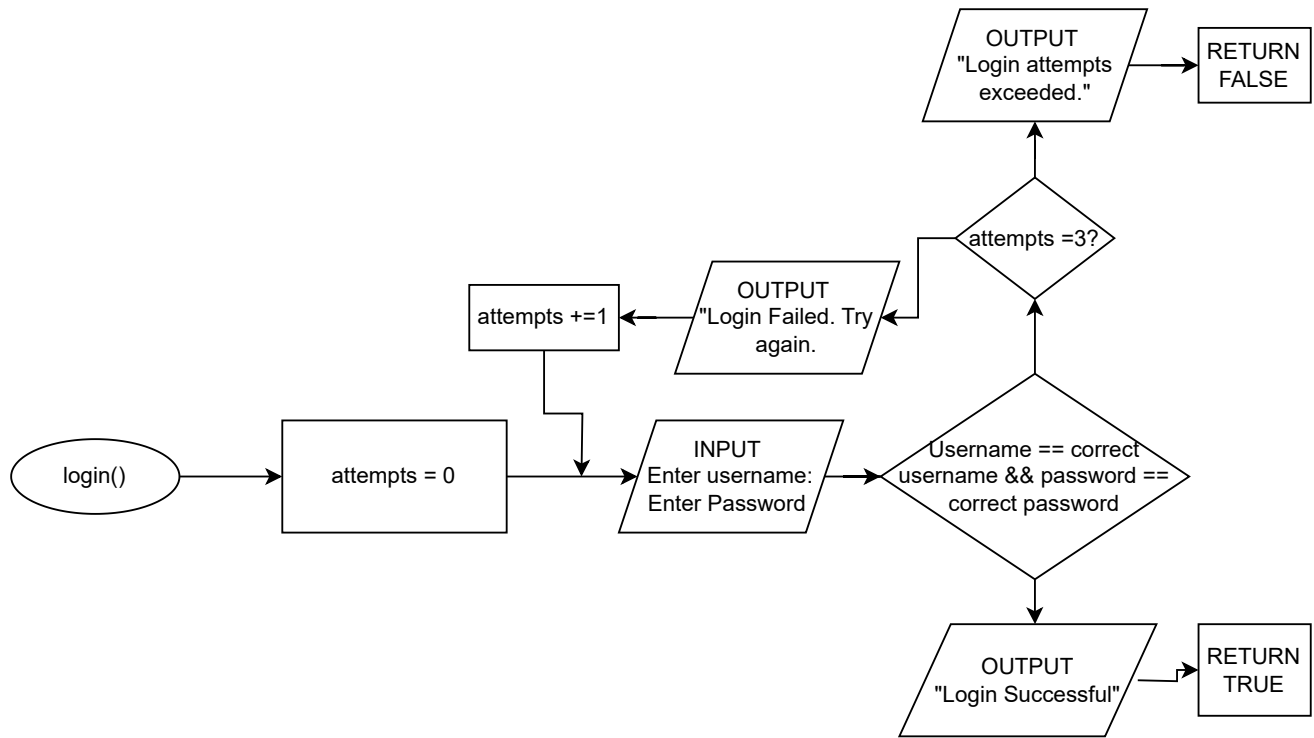 login()
attempts = 0
INPUT
Enter username:
Enter Password
Username == correct
username && password ==
correct password
attempts =3?
OUTPUT
"Login attempts
exceeded."
RETURN
FALSE
OUTPUT
"Login Failed. Try
again.
attempts +=1
OUTPUT
"Login Successful"
RETURN
TRUE